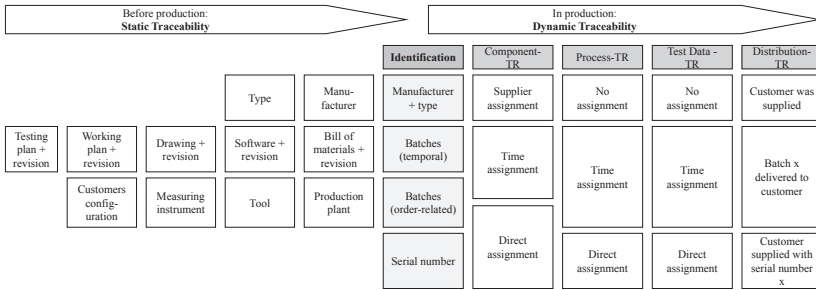 Before production:
Static Traceability
In production:
Dynamic Traceability
Identification
Component-
TR
Process-TR
Test Data -
TR
Distribution-
TR
Type
Manu-
facturer
Manufacturer
+ type
Supplier
assignment
No
assignment
No
assignment
Customer was
supplied
Testing
plan +
revision
Working
plan +
revision
Drawing +
revision
Software +
revision
Bill of
materials +
revision
Batches
(temporal)
Time
assignment
Time
assignment
Time
assignment
Batch x
delivered to
customer
Customers
config-
uration
Measuring
instrument
Tool
Production
plant
Batches
(order-related)
Direct
assignment
Serial number
Direct
assignment
Direct
assignment
Customer
supplied with
serial number
x